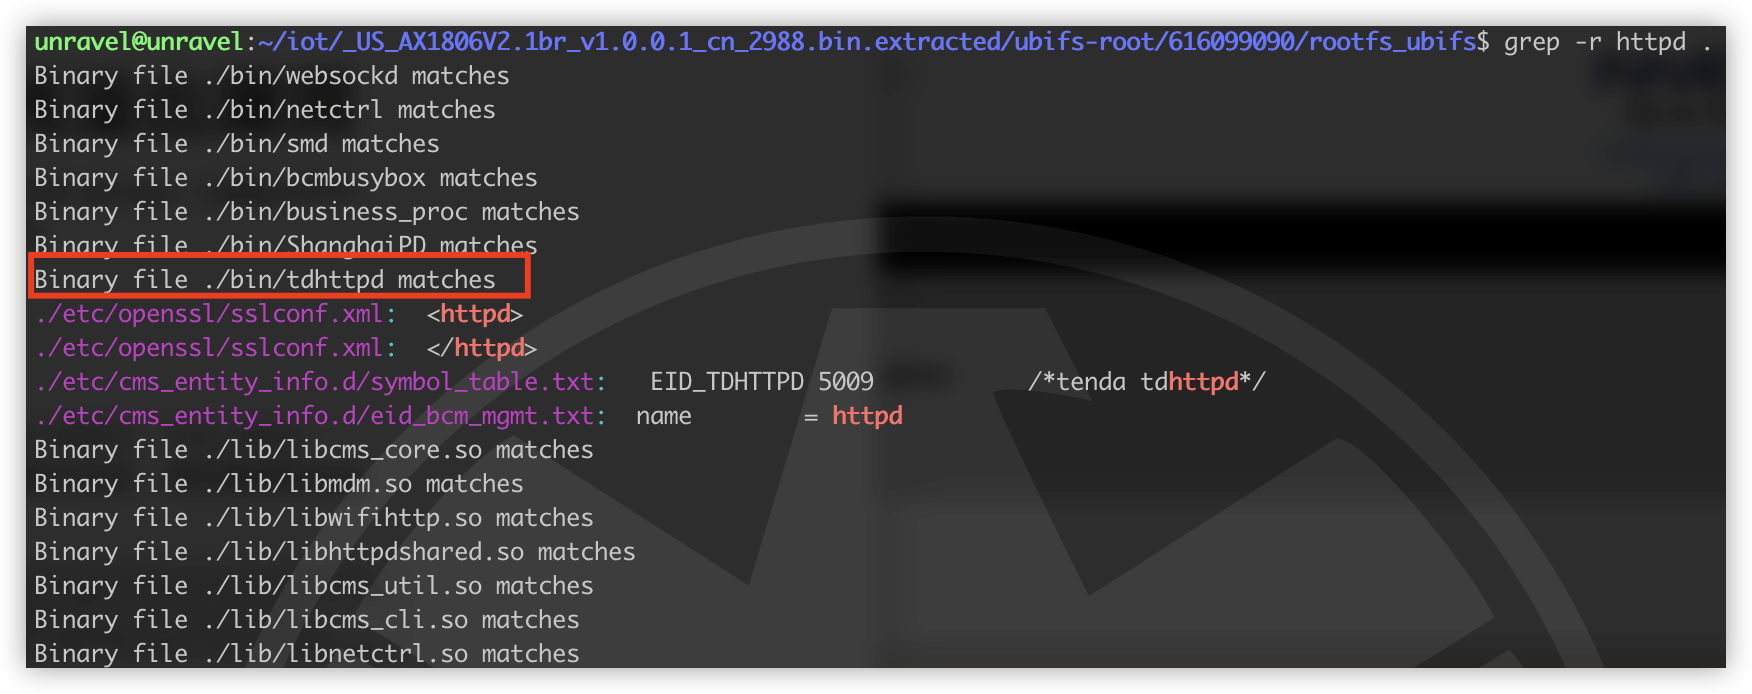 unravel@unravel:~/iot/_US_AX1806V2.1br_v1.0.0.1_cn_2988.bin.extracted/ubifs-root/616099090/rootfs_ubifs$ grep -r httpd .
Binary file ./bin/websockd matches
Binary file ./bin/netctrl matches
Binary file ./bin/smd matches
Binary file ./bin/bcmbusybox matches
Binary file ./bin/business_proc matches
Binary file ./bin/ShanghaiPD matches
Binary file ./bin/tdhttpd matches
./etc/openssl/sslconf.xml:  <httpd>
./etc/openssl/sslconf.xml:  </httpd>
./etc/cms_entity_info.d/symbol_table.txt:   EID_TDHTTPD 5009           /*tenda tdhttpd*/
./etc/cms_entity_info.d/eid_bcm_mgmt.txt:  name        = httpd
Binary file ./lib/libcms_core.so matches
Binary file ./lib/libmdm.so matches
Binary file ./lib/libwifihttp.so matches
Binary file ./lib/libhttpdshared.so matches
Binary file ./lib/libcms_util.so matches
Binary file ./lib/libcms_cli.so matches
Binary file ./lib/libnetctrl.so matches